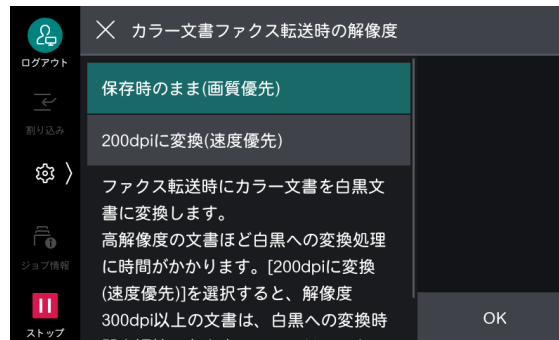 カラー文書ファクス転送時の解像度
ログアウト
保存時のまま(画質優先)
割り込み
200dpiに変換(速度優先)
ファクス転送時にカラー文書を白黒文
書に変換します。
高解像度の文書ほど白黒への変換処理
に時間がかかります。[200dpiに変換
(速度優先)]を選択すると、解像度
300dpi以上の文書は、白黒への変換時
ジョブ情報
ストップ
OK